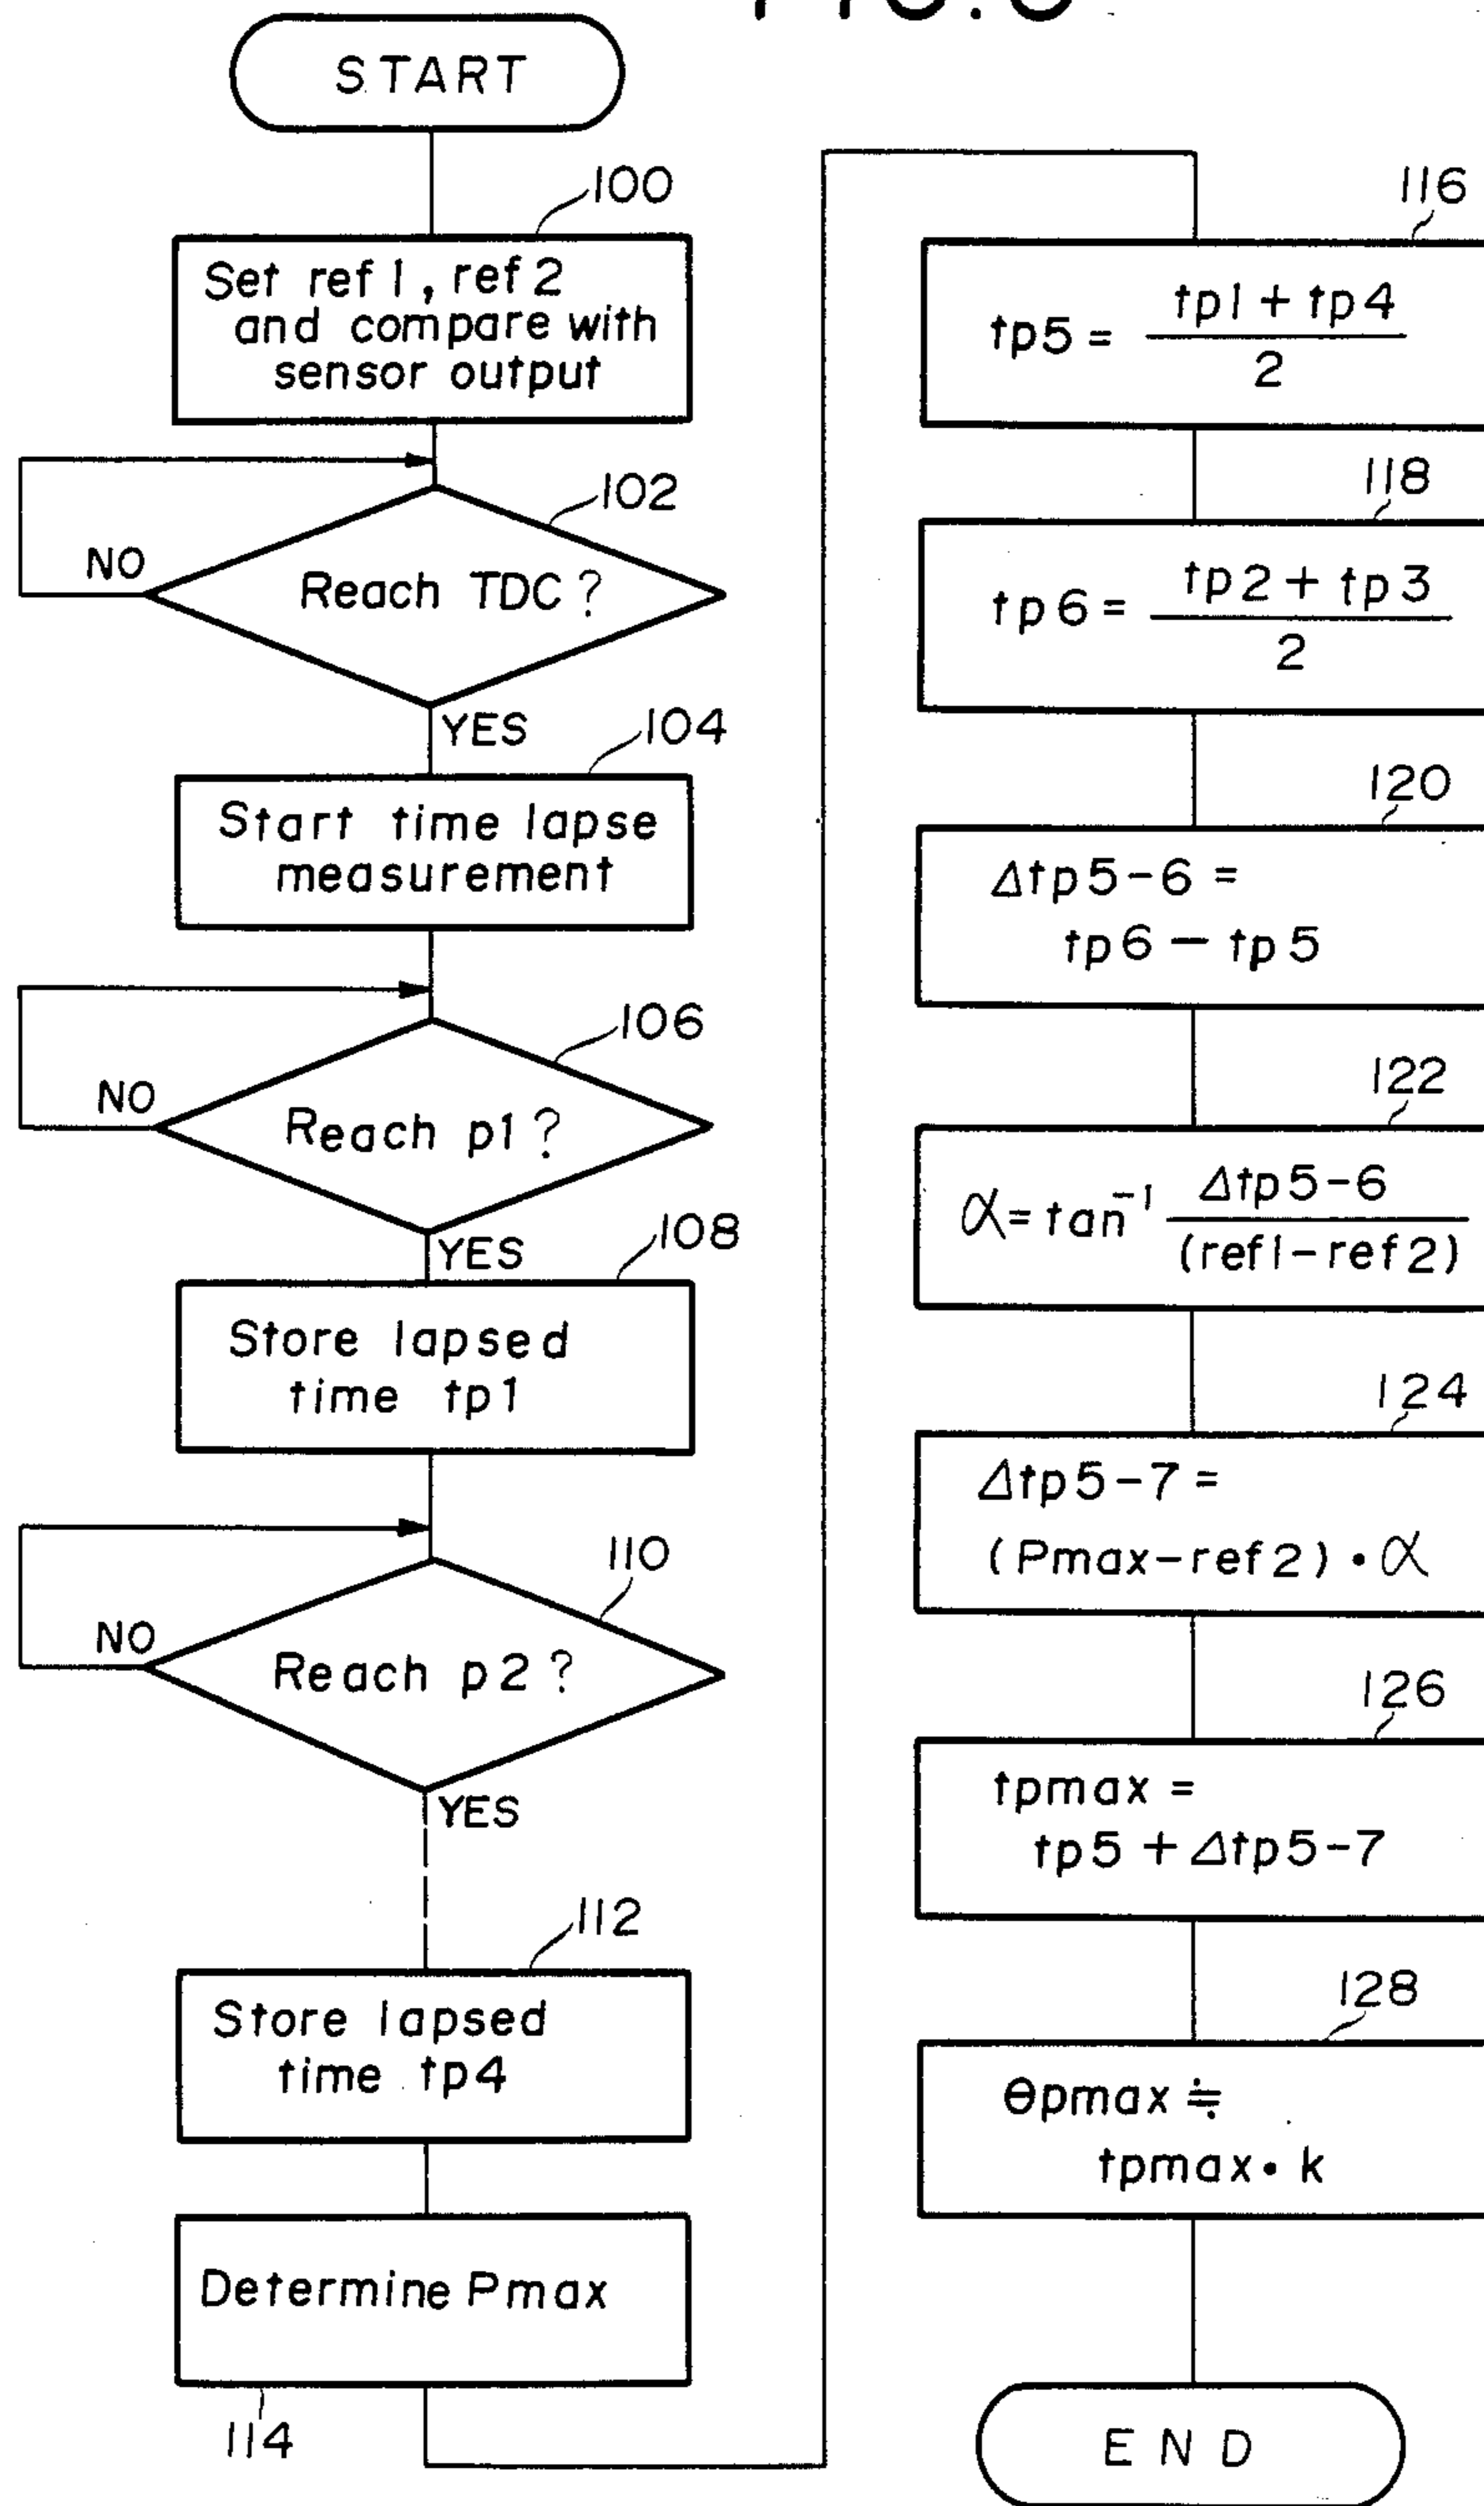 START
100
Set ref1, ref2
and compare with
sensor output
102
NO
Reach TDC?
YES
104
Start time lapse
measurement
106
NO
Reach p1?
YES
108
Store lapsed
time tp1
110
NO
Reach p2?
YES
112
Store lapsed
time tp4
Determine Pmax
114
116
tp5 = tp1 + tp4
2
118
tp6 = tp2 + tp3
2
120
Δtp5-6 =
tp6 - tp5
122
α = tan⁻¹ Δtp5-6
(ref1-ref2)
124
Δtp5-7 =
(Pmax-ref2)・α
126
tpmax =
tp5 + Δtp5-7
128
θpmax ≒
tpmax・k
END